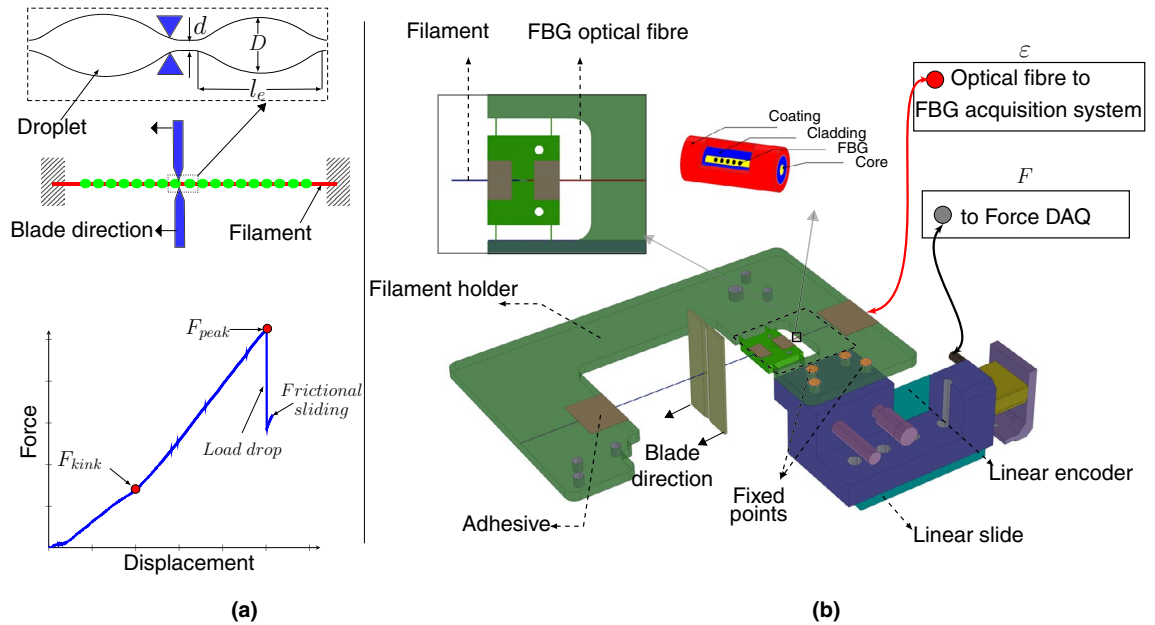 d
D
l_e
Droplet
Blade direction
Filament
F_peak
Frictional
sliding
Load drop
F_kink
Force
Displacement
(a)
Filament
FBG optical fibre
ε
Optical fibre to
FBG acquisition system
Coating
Cladding
FBG
Core
F
to Force DAQ
Filament holder
Blade
direction
Fixed
points
Linear encoder
Adhesive
Linear slide
(b)